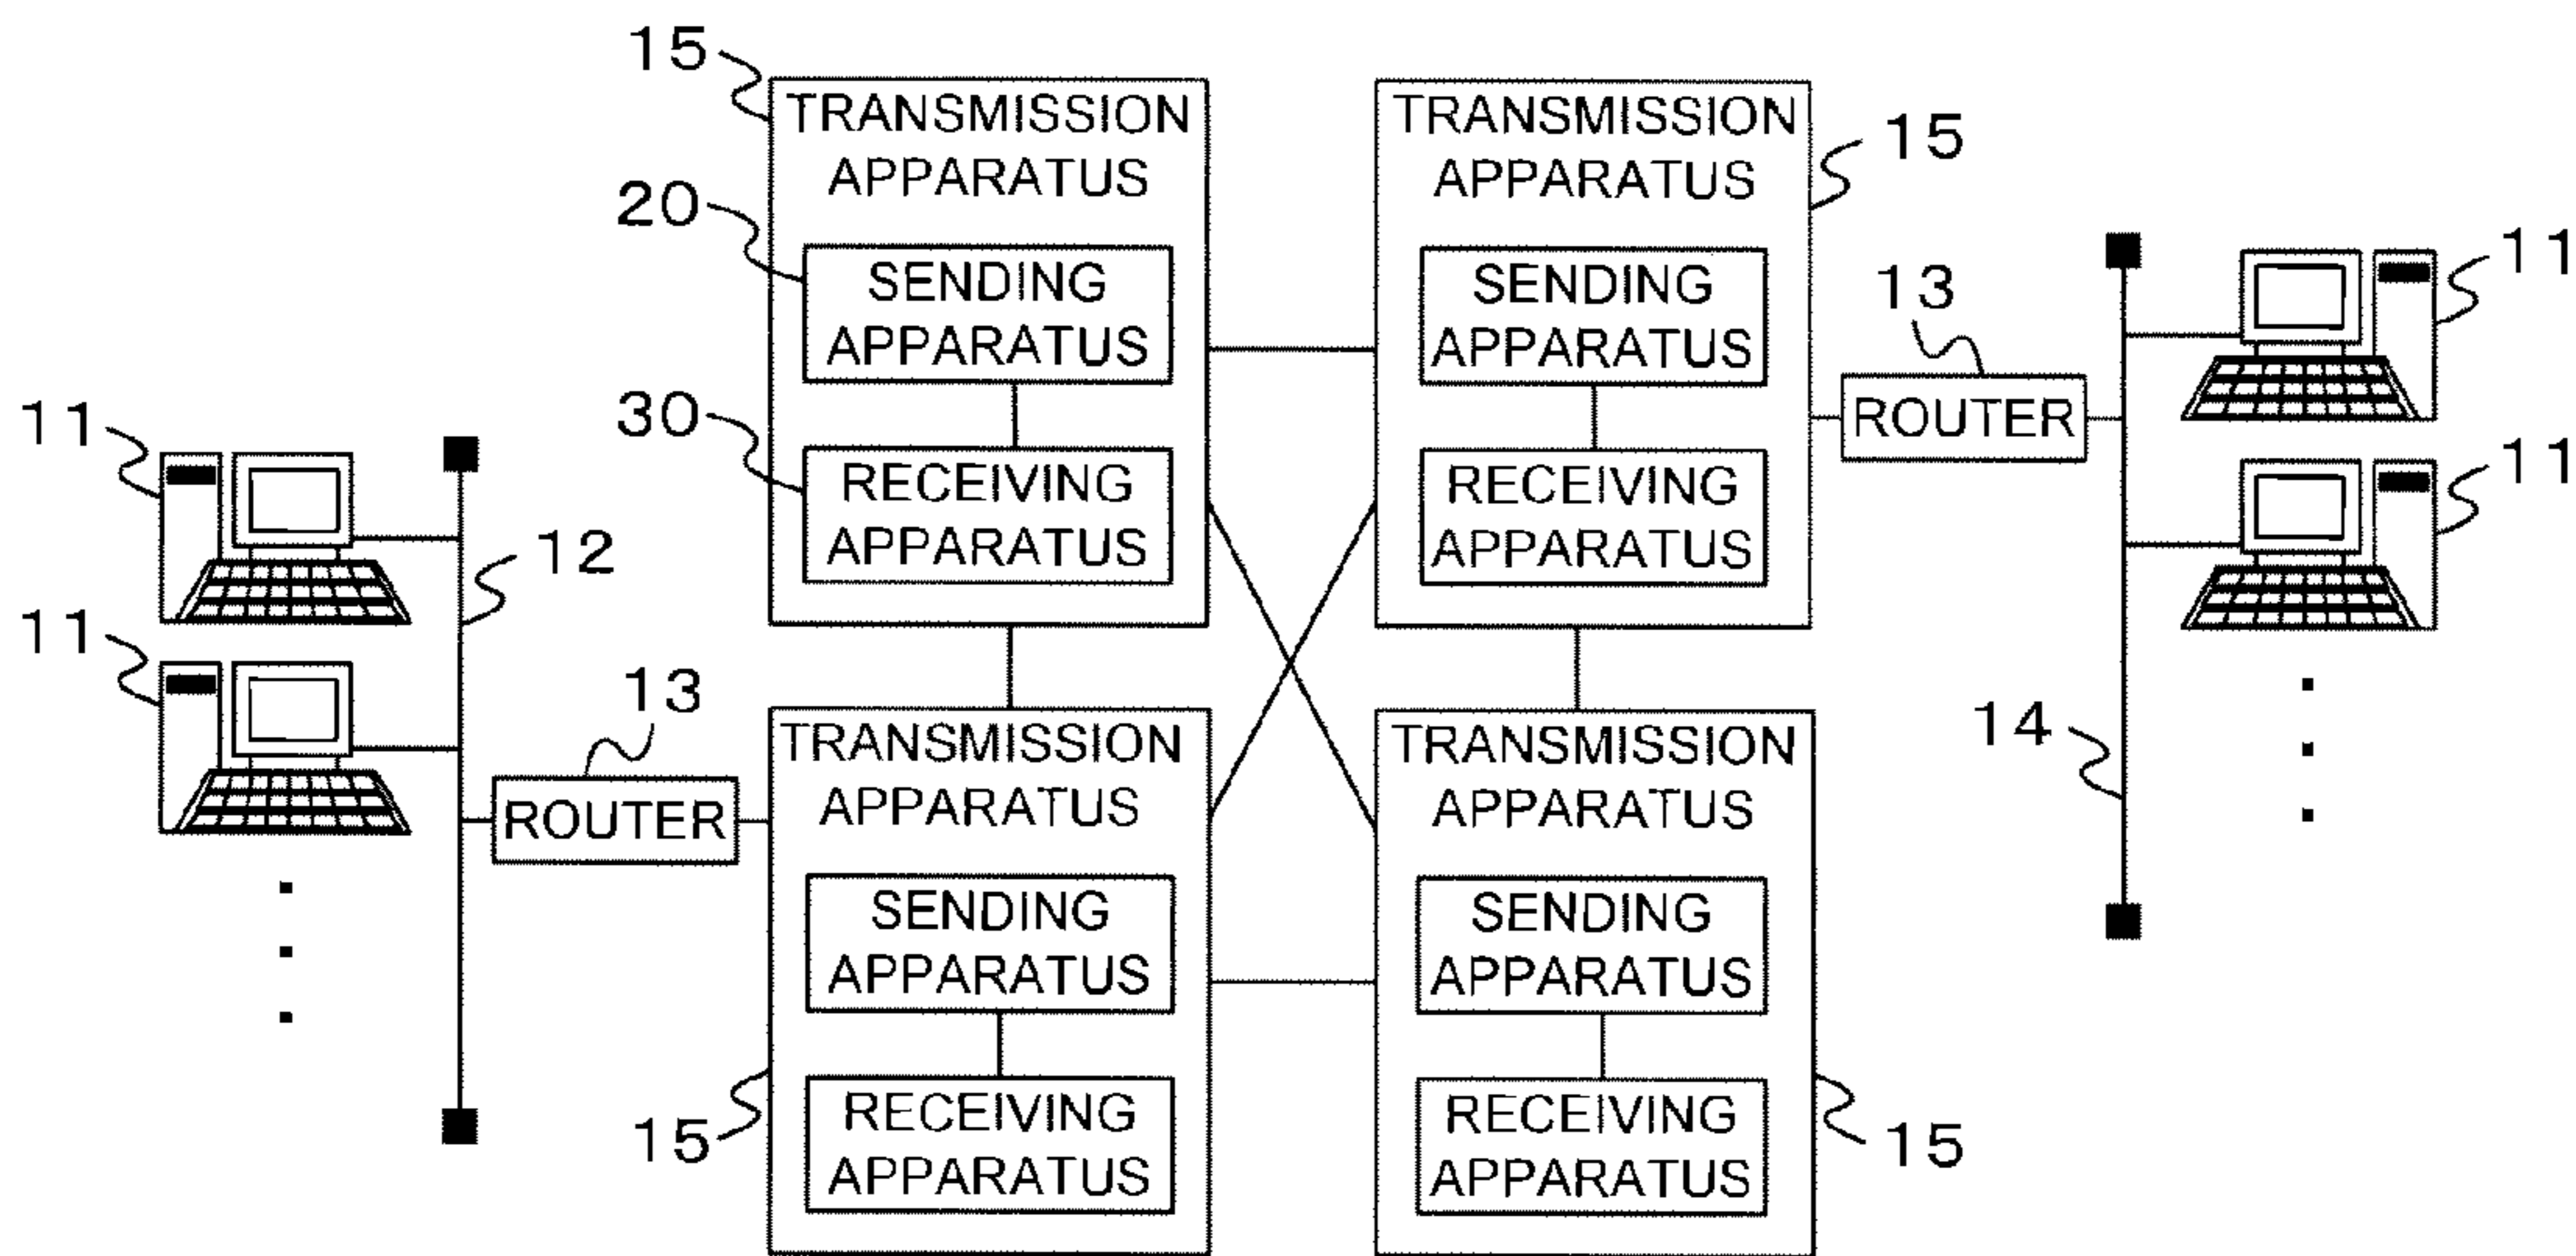 15
TRANSMISSION
APPARATUS
20
SENDING
APPARATUS
30
RECEIVING
APPARATUS
TRANSMISSION
APPARATUS
15
SENDING
APPARATUS
RECEIVING
APPARATUS
13
ROUTER
11
11
14
11
11
12
13
ROUTER
TRANSMISSION
APPARATUS
SENDING
APPARATUS
RECEIVING
APPARATUS
15
TRANSMISSION
APPARATUS
SENDING
APPARATUS
RECEIVING
APPARATUS
15